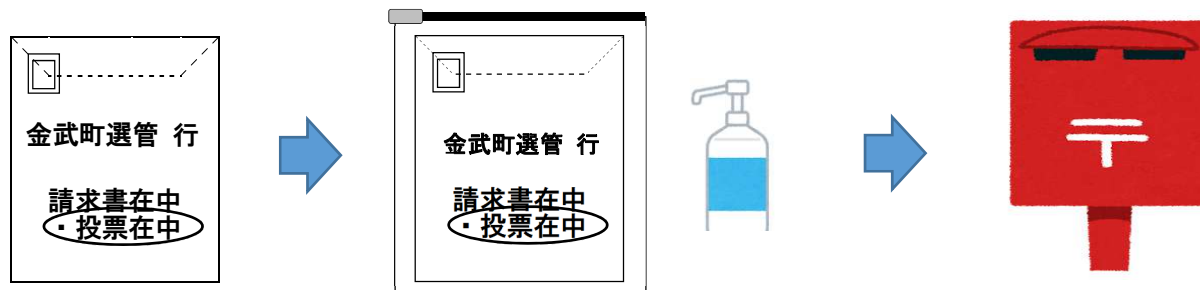 金武町選管 行
請求書在中
・投票在中
金武町選管 行
請求書在中
・投票在中
〒